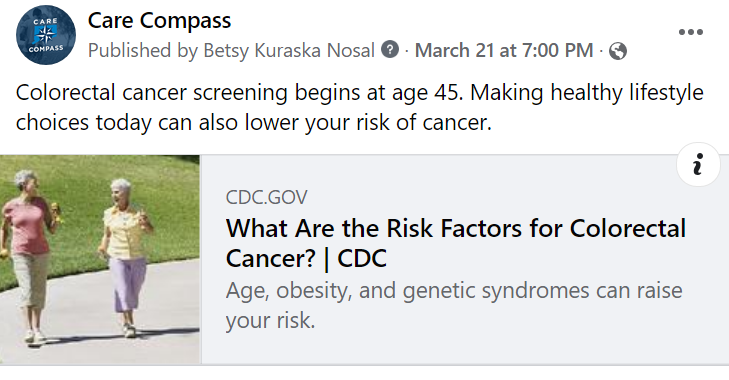 CARE
COMPASS
Care Compass
Published by Betsy Kuraska Nosal ? · March 21 at 7:00 PM ·
Colorectal cancer screening begins at age 45. Making healthy lifestyle
choices today can also lower your risk of cancer.
i
CDC.GOV
What Are the Risk Factors for Colorectal
Cancer? | CDC
Age, obesity, and genetic syndromes can raise
your risk.